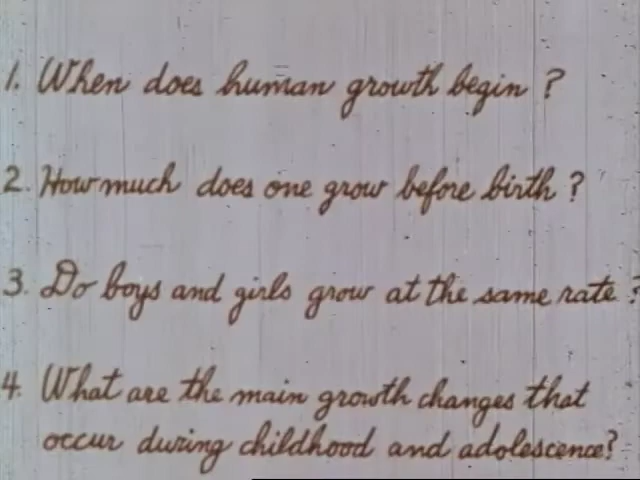 1. When does human growth begin?
2. How much does one grow before birth?
3. Do boys and girls grow at the same rate?
4. What are the main growth changes that
occur during childhood and adolescence?